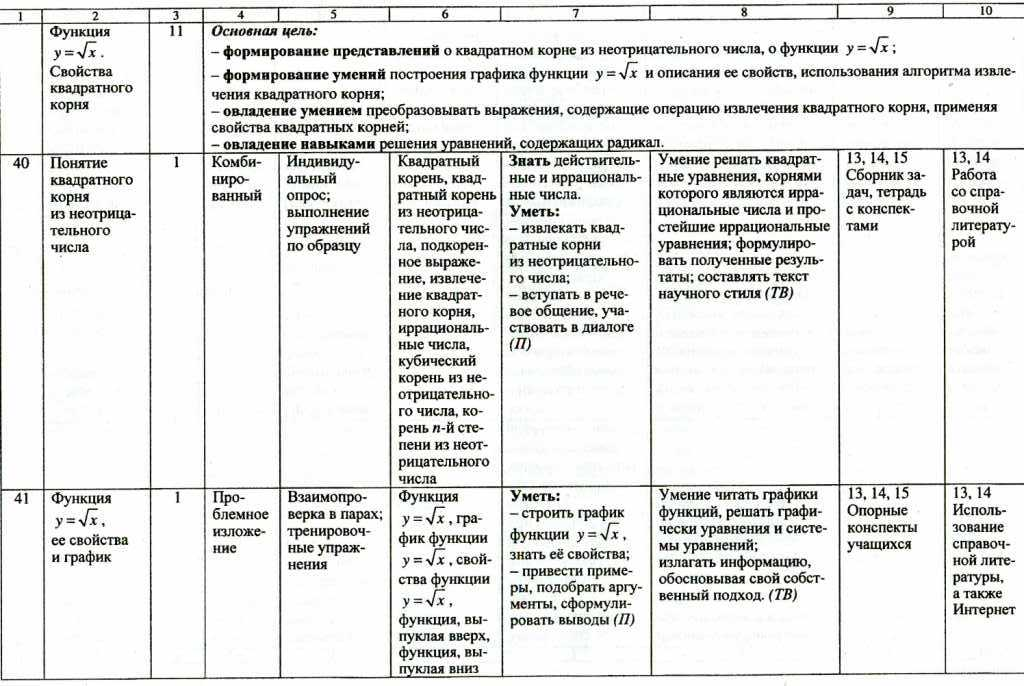 1 2 3 4 5 6 7 8 9 10
Функция
y = √x .
Свойства
квадратного
корня
11
Основная цель:
– формирование представлений о квадратном корне из неотрицательного числа, о функции y = √x ;
– формирование умений построения графика функции y = √x и описания ее свойств, использования алгоритма извле-
чения квадратного корня;
– овладение умением преобразовывать выражения, содержащие операцию извлечения квадратного корня, применяя
свойства квадратных корней;
– овладение навыками решения уравнений, содержащих радикал.
40
Понятие
квадратного
корня
из неотрица-
тельного
числа
1
Комби-
ниро-
ванный
Индивиду-
альный
опрос;
выполнение
упражнений
по образцу
Квадратный
корень, квад-
ратный корень
из неотрица-
тельного чис-
ла, подкорен-
ное выраже-
ние, извлече-
ние квадрат-
ного корня,
иррациональ-
ные числа,
кубический
корень из не-
отрицательно-
го числа, ко-
рень n-й сте-
пени из неот-
рицательного
числа
Знать действитель-
ные и иррациональ-
ные числа.
Уметь:
– извлекать квад-
ратные корни
из неотрицательно-
го числа;
– вступать в рече-
вое общение, уча-
ствовать в диалоге
(П)
Умение решать квадрат-
ные уравнения, корнями
которого являются ирра-
циональные числа и про-
стейшие иррациональные
уравнения; формулиро-
вать полученные резуль-
таты; составлять текст
научного стиля (ТВ)
13, 14, 15
Сборник за-
дач, тетрадь
с конспек-
тами
13, 14
Работа
со спра-
вочной
литерату-
рой
41
Функция
y = √x ,
ее свойства
и график
1
Про-
блемное
изложе-
ние
Взаимопро-
верка в парах;
тренировоч-
ные упраж-
нения
Функция
y = √x , гра-
фик функции
y = √x , свой-
ства функции
y = √x ,
функция, вы-
пуклая вверх,
функция, вы-
пуклая вниз
Уметь:
– строить график
функции y = √x ,
знать её свойства;
– привести приме-
ры, подобрать аргу-
менты, сформули-
ровать выводы (П)
Умение читать графики
функций, решать графи-
чески уравнения и систе-
мы уравнений;
излагать информацию,
обосновывая свой собст-
венный подход. (ТВ)
13, 14, 15
Опорные
конспекты
учащихся
13, 14
Исполь-
зование
справоч-
ной лите-
ратуры,
а также
Интернет